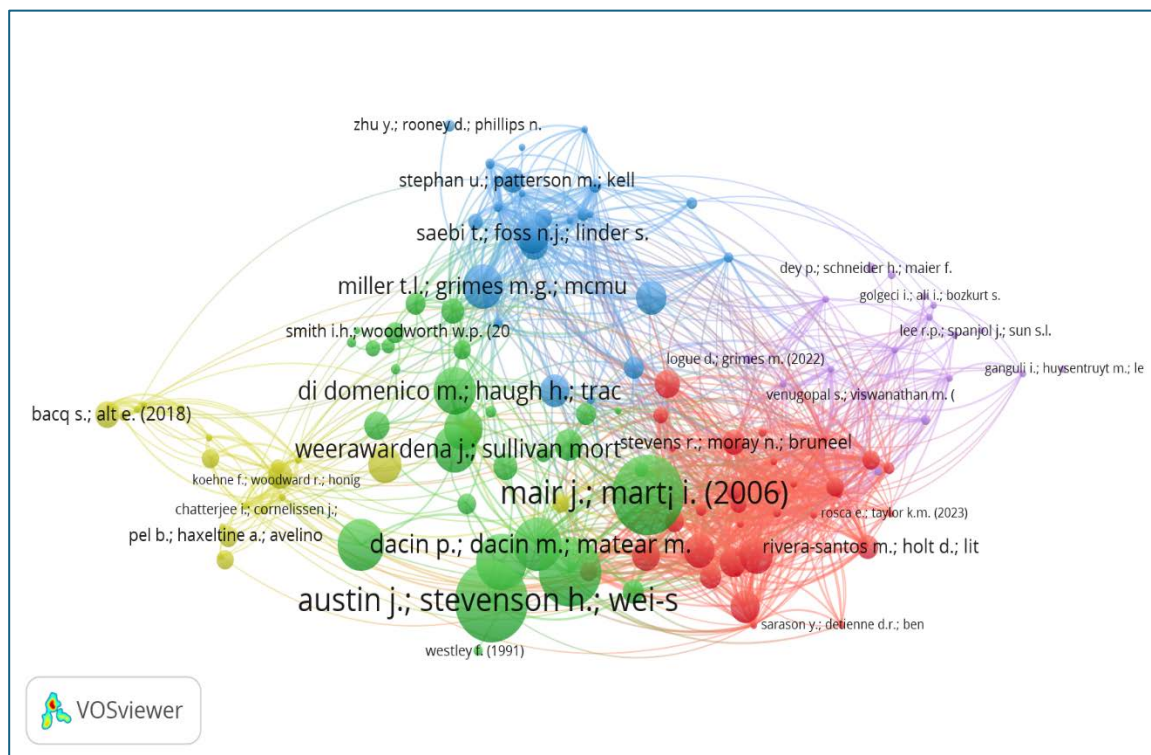 zhu y.; rooney d.; phillips n.
stephan u.; patterson m.; kell
saebi t.; foss n.j.; linder s.
dey p.; schneider h.; maier f.
miller t.l.; grimes m.g.; mcmu
golgeci i.; ali i.; bozkurt s.
smith i.h.; woodworth w.p. (20
lee r.p.; spanjol j.; sun s.l.
logue d.; grimes m. (2022)
ganguli i.; huysentruyt m.; le
di domenico m.; haugh h.; trac
venugopal s.; viswanathan m. (
bacq s.; alt e. (2018)
stevens r.; moray n.; bruneel
weerawardena j.; sullivan mort
koehne f.; woodward r.; honig
mair j.; mart¡ i. (2006)
chatterjee i.; cornelissen j.;
rosca e.; taylor k.m. (2023)
pel b.; haxeltine a.; avelino
dacin p.; dacin m.; matear m.
rivera-santos m.; holt d.; lit
austin j.; stevenson h.; wei-s
sarason y.; detienne d.r.; ben
westley f. (1991)
VOSviewer